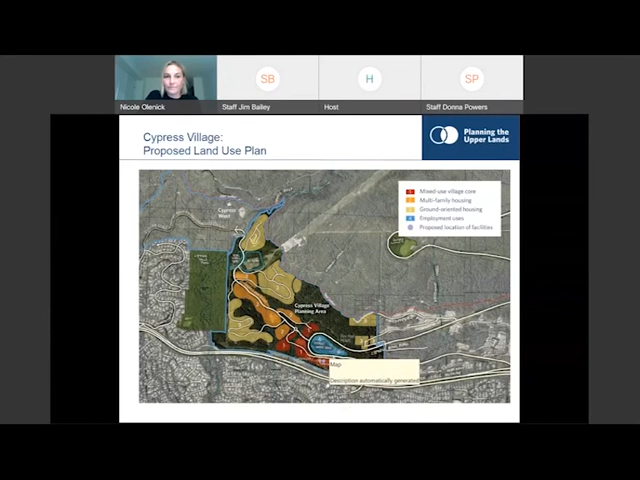 SB
H
SP
Nicole Olenick
Staff Jim Bailey
Host
Staff Donna Powers
Cypress Village:
Proposed Land Use Plan
Planning the
Upper Lands
Mixed-use village core
Multi-family housing
Ground-oriented housing
Employment uses
Proposed location of facilities
Cypress
West
Cypress Village
Planning Area
Map
Description automatically generated